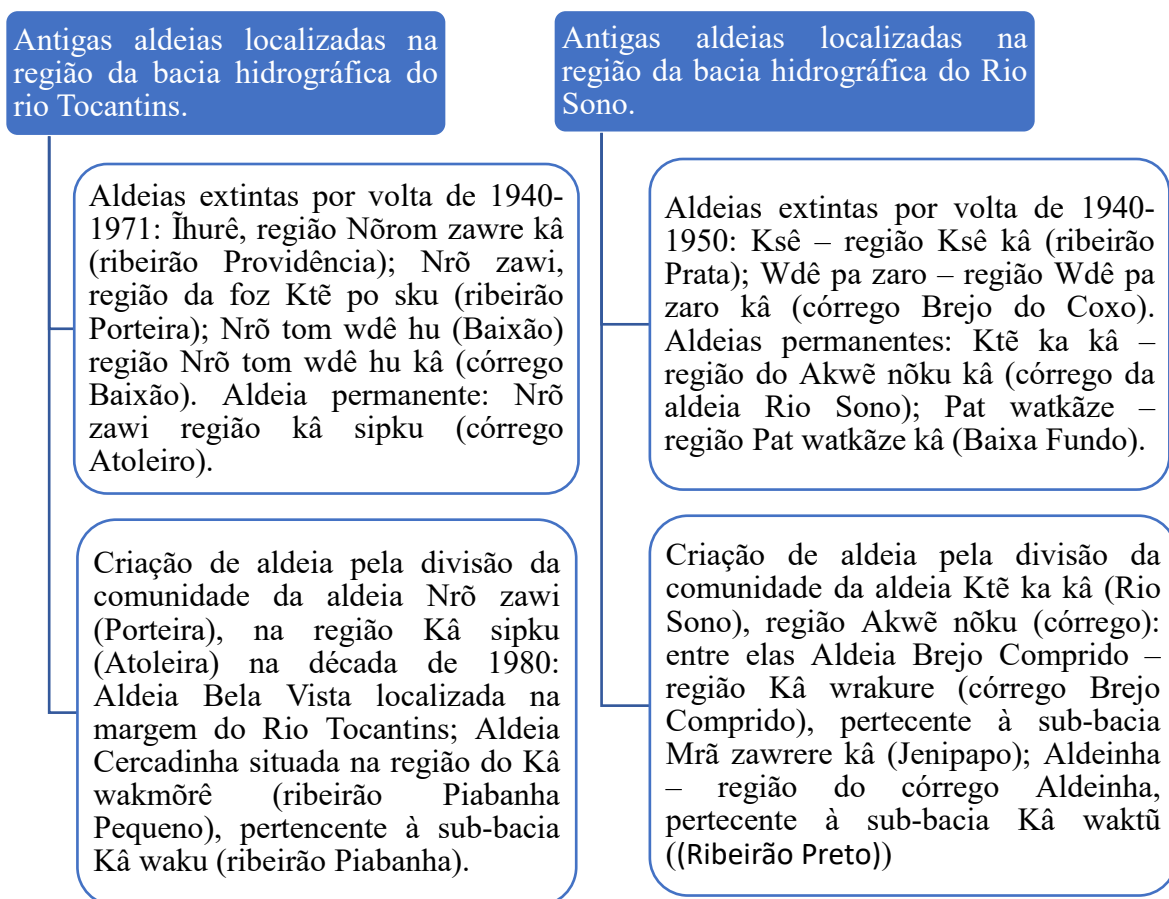 Antigas aldeias localizadas na
região da bacia hidrográfica do
rio Tocantins.
Aldeias extintas por volta de 1940-
1971: Ĩhurê, região Nõrom zawre kâ
(ribeirão Providência); Nrõ zawi,
região da foz Ktẽ po sku (ribeirão
Porteira); Nrõ tom wdê hu (Baixão)
região Nrõ tom wdê hu kâ (córrego
Baixão). Aldeia permanente: Nrõ
zawi região kâ sipku (córrego
Atoleiro).
Criação de aldeia pela divisão da
comunidade da aldeia Nrõ zawi
(Porteira), na região Kâ sipku
(Atoleira) na década de 1980:
Aldeia Bela Vista localizada na
margem do Rio Tocantins; Aldeia
Cercadinha situada na região do Kâ
wakmõrê (ribeirão Piabanha
Pequeno), pertencente à sub-bacia
Kâ waku (ribeirão Piabanha).
Antigas aldeias localizadas na
região da bacia hidrográfica do Rio
Sono.
Aldeias extintas por volta de 1940-
1950: Ksê – região Ksê kâ (ribeirão
Prata); Wdê pa zaro – região Wdê pa
zaro kâ (córrego Brejo do Coxo).
Aldeias permanentes: Ktẽ ka kâ –
região do Akwẽ nõku kâ (córrego da
aldeia Rio Sono); Pat watkãze –
região Pat watkãze kâ (Baixa Fundo).
Criação de aldeia pela divisão da
comunidade da aldeia Ktẽ ka kâ (Rio
Sono), região Akwẽ nõku (córrego):
entre elas Aldeia Brejo Comprido –
região Kâ wrakure (córrego Brejo
Comprido), pertecente à sub-bacia
Mrã zawrere kâ (Jenipapo); Aldeinha
– região do córrego Aldeinha,
pertecente à sub-bacia Kâ waktũ
((Ribeirão Preto))